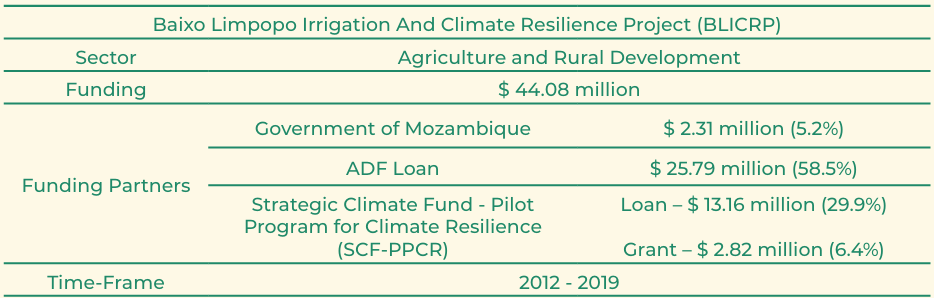 Baixo Limpopo Irrigation And Climate Resilience Project (BLICRP)
Sector Agriculture and Rural Development
Funding $ 44.08 million
Funding Partners
Government of Mozambique $ 2.31 million (5.2%)
ADF Loan $ 25.79 million (58.5%)
Strategic Climate Fund - Pilot
Program for Climate Resilience
(SCF-PPCR)
Loan – $ 13.16 million (29.9%)
Grant – $ 2.82 million (6.4%)
Time-Frame 2012 - 2019